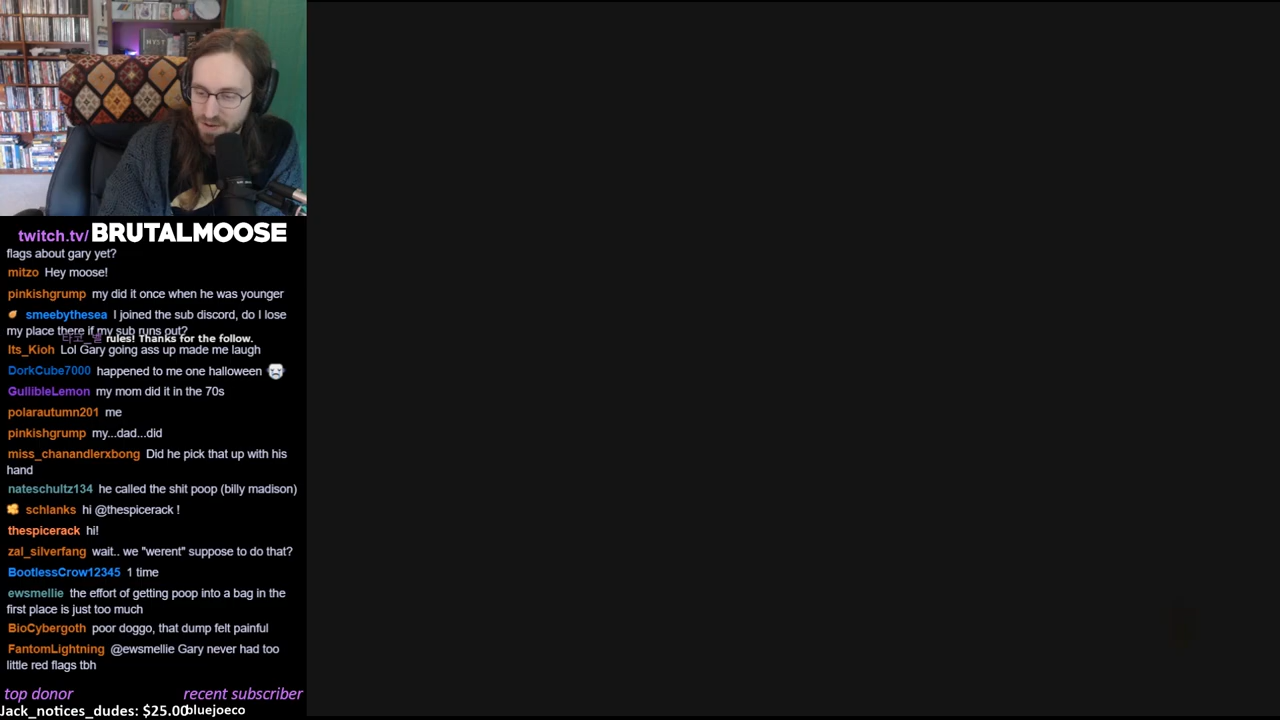 MYST
twitch.tv/BRUTALMOOSE
flags about gary yet?
mitzo Hey moose!
pinkishgrump my did it once when he was younger
smeebythesea I joined the sub discord, do I lose
my place there if my sub runs out?
rules! Thanks for the follow.
Its_Kioh Lol Gary going ass up made me laugh
DorkCube7000 happened to me one halloween
GullibleLemon my mom did it in the 70s
polarautumn201 me
pinkishgrump my...dad...did
miss_chanandlerxbong Did he pick that up with his
hand
nateschultz134 he called the shit poop (billy madison)
schlanks hi @thespicerack !
thespicerack hi!
zal_silverfang wait.. we "werent" suppose to do that?
BootlessCrow12345 1 time
ewsmellie the effort of getting poop into a bag in the
first place is just too much
BioCybergoth poor doggo, that dump felt painful
FantomLightning @ewsmellie Gary never had too
little red flags tbh
top donor recent subscriber
Jack_notices_dudes: $25.00 bluejoeco